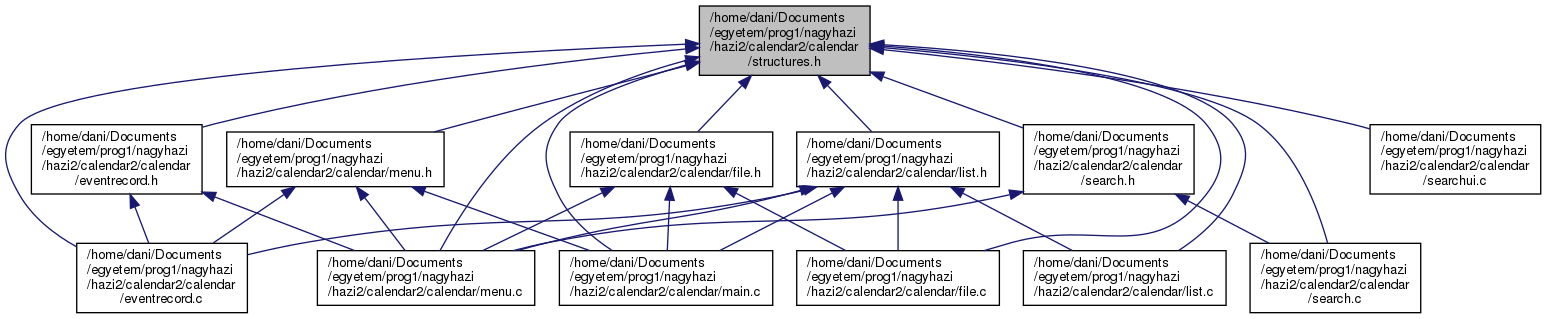 /home/dani/Documents
/egyetem/prog1/nagyhazi
/hazi2/calendar2/calendar
/structures.h
/home/dani/Documents
/egyetem/prog1/nagyhazi
/hazi2/calendar2/calendar
/eventrecord.h
/home/dani/Documents
/egyetem/prog1/nagyhazi
/hazi2/calendar2/calendar/menu.h
/home/dani/Documents
/egyetem/prog1/nagyhazi
/hazi2/calendar2/calendar/file.h
/home/dani/Documents
/egyetem/prog1/nagyhazi
/hazi2/calendar2/calendar/list.h
/home/dani/Documents
/egyetem/prog1/nagyhazi
/hazi2/calendar2/calendar
/search.h
/home/dani/Documents
/egyetem/prog1/nagyhazi
/hazi2/calendar2/calendar
/searchui.c
/home/dani/Documents
/egyetem/prog1/nagyhazi
/hazi2/calendar2/calendar
/eventrecord.c
/home/dani/Documents
/egyetem/prog1/nagyhazi
/hazi2/calendar2/calendar/menu.c
/home/dani/Documents
/egyetem/prog1/nagyhazi
/hazi2/calendar2/calendar/main.c
/home/dani/Documents
/egyetem/prog1/nagyhazi
/hazi2/calendar2/calendar/file.c
/home/dani/Documents
/egyetem/prog1/nagyhazi
/hazi2/calendar2/calendar/list.c
/home/dani/Documents
/egyetem/prog1/nagyhazi
/hazi2/calendar2/calendar
/search.c